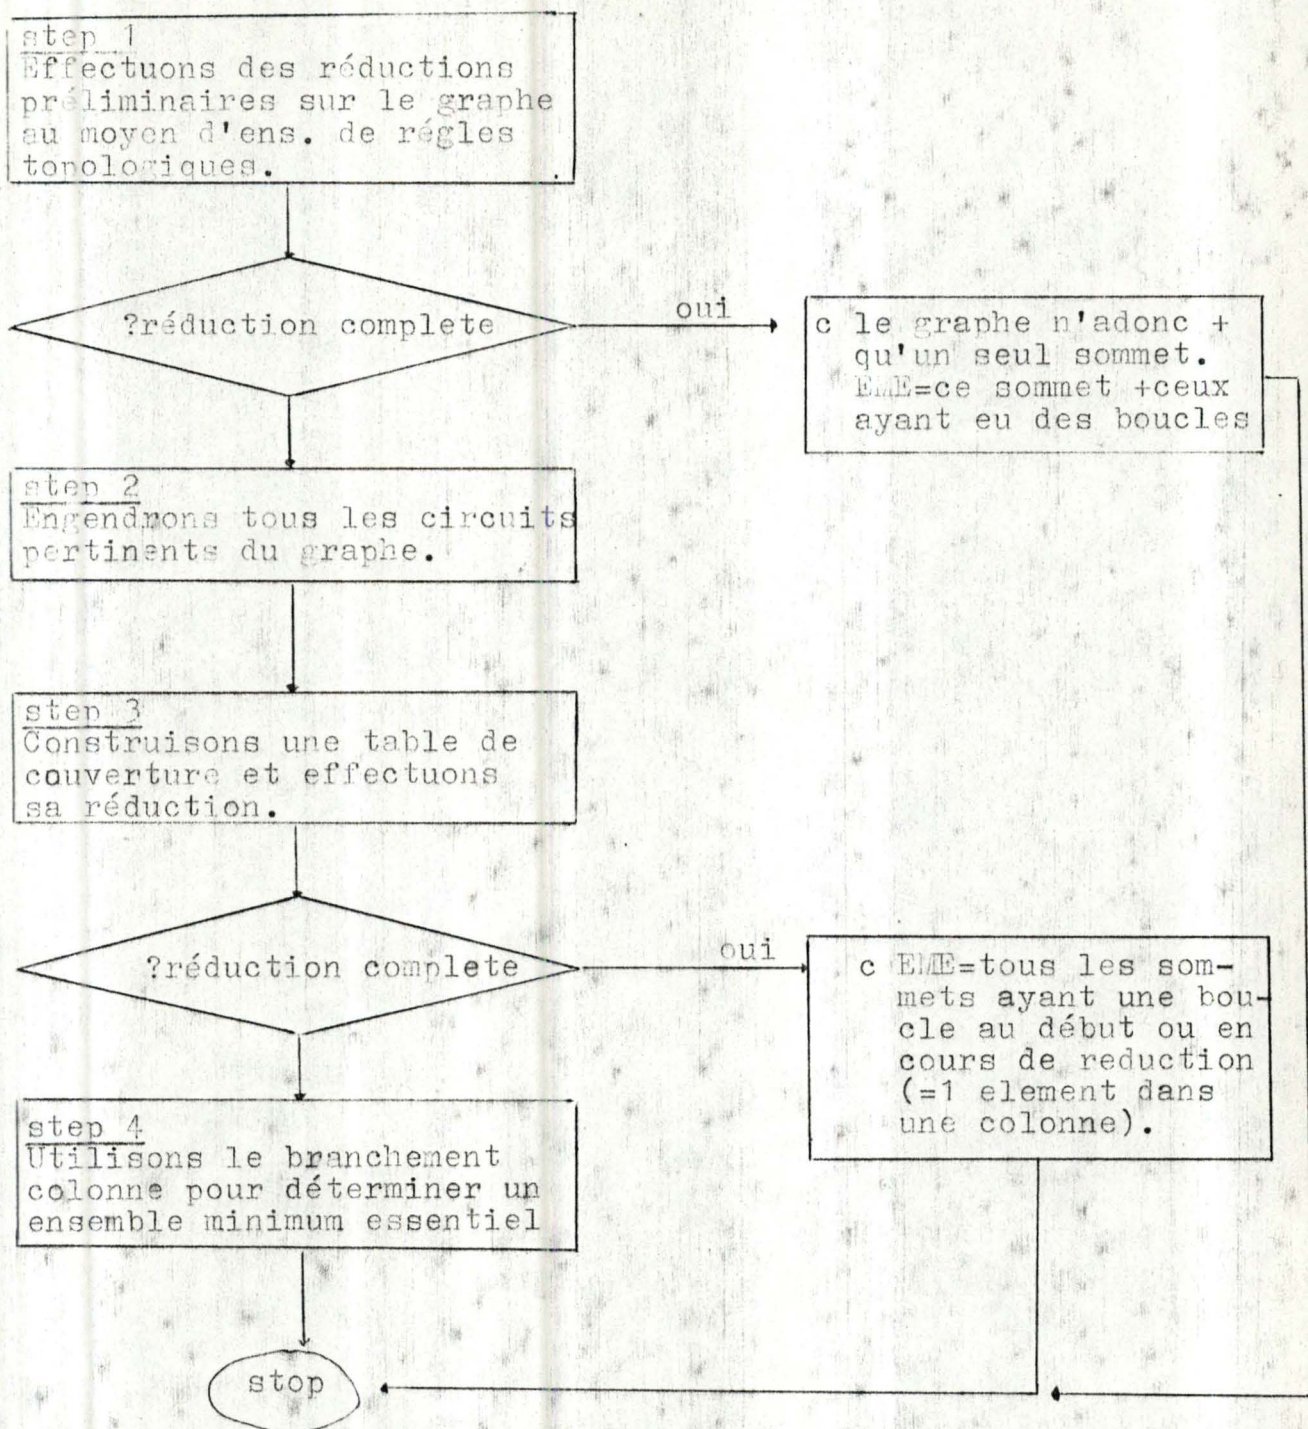 step 1
Effectuons des réductions
préliminaires sur le graphe
au moyen d'ens. de régles
topologiques.
?réduction complete
oui
c le graphe n'adonc +
qu'un seul sommet.
EME=ce sommet +ceux
ayant eu des boucles
step 2
Engendrons tous les circuits
pertinents du graphe.
step 3
Construisons une table de
couverture et effectuons
sa réduction.
?réduction complete
oui
c EME=tous les som-
mets ayant une bou-
cle au début ou en
cours de reduction
(=1 element dans
une colonne).
step 4
Utilisons le branchement
colonne pour déterminer un
ensemble minimum essentiel
stop